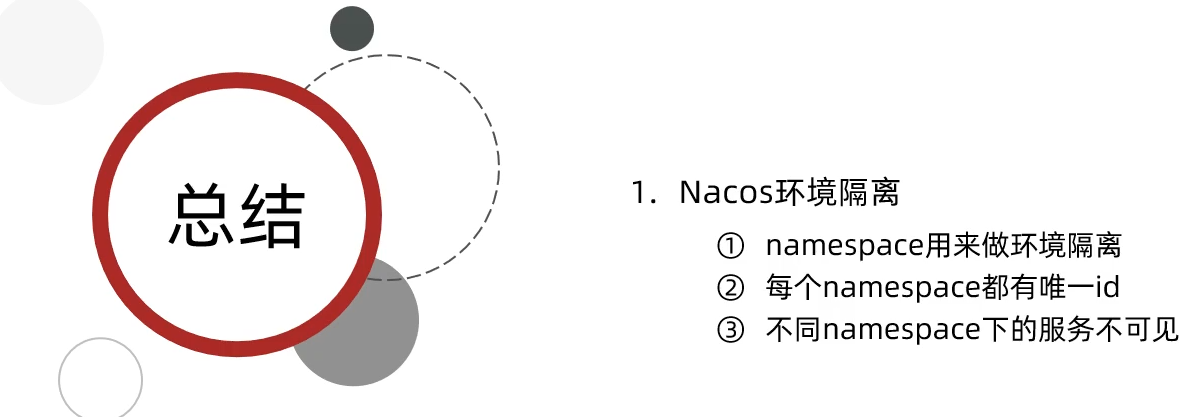 总结
1. Nacos环境隔离
① namespace用来做环境隔离
② 每个namespace都有唯一id
③ 不同namespace下的服务不可见